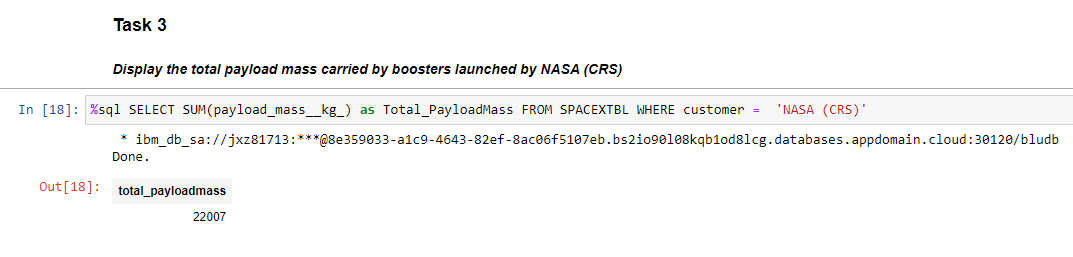 Task 3
Display the total payload mass carried by boosters launched by NASA (CRS)
In [18]: %sql SELECT SUM(payload_mass__kg_) as Total_PayloadMass FROM SPACEXTBL WHERE customer =  'NASA (CRS)'
* ibm_db_sa://jxz81713:***@8e359033-a1c9-4643-82ef-8ac06f5107eb.bs2io90l08kqb1od8lcg.databases.appdomain.cloud:30120/bludb
Done.
Out[18]: total_payloadmass
22007